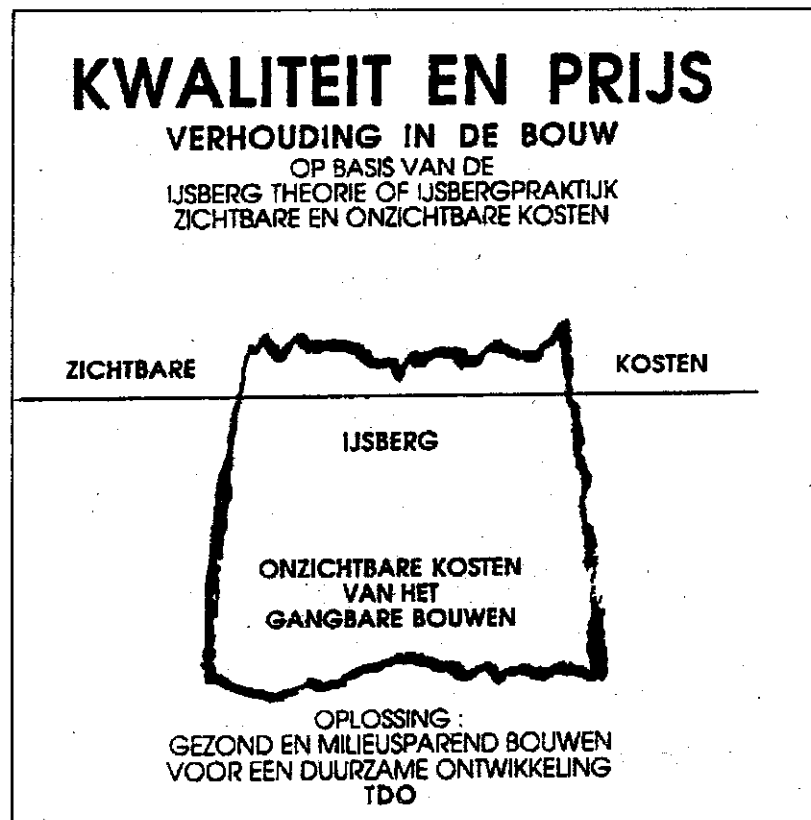 KWALITEIT EN PRIJS
VERHOUDING IN DE BOUW
OP BASIS VAN DE
IJSBERG THEORIE OF IJSBERGPRAKTIJK
ZICHTBARE EN ONZICHTBARE KOSTEN
ZICHTBARE KOSTEN
IJSBERG
ONZICHTBARE KOSTEN
VAN HET
GANGBARE BOUWEN
OPLOSSING :
GEZOND EN MILIEUSPAREND BOUWEN
VOOR EEN DUURZAME ONTWIKKELING
TDO